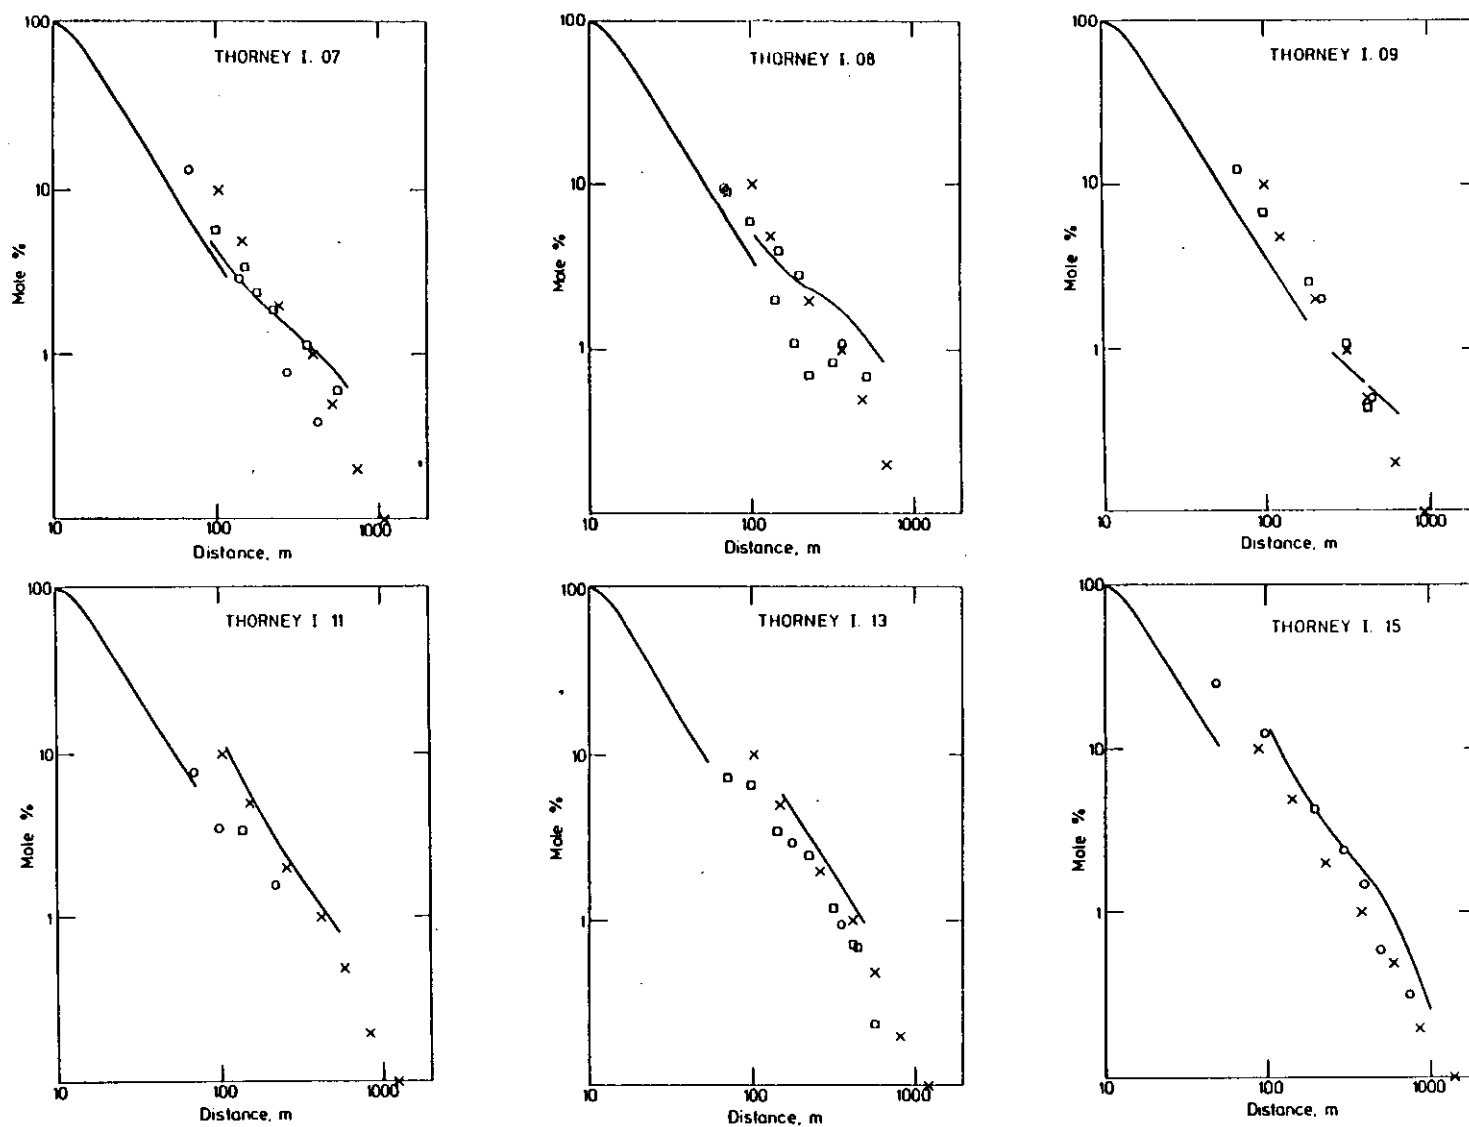 THORNEY I. 07
100
10
1
Mole %
10
100
1000
Distance, m
THORNEY I. 08
100
10
1
Mole %
10
100
1000
Distance, m
THORNEY I. 09
100
10
1
Mole %
10
100
1000
Distance, m
THORNEY I 11
100
10
1
Mole %
10
100
1000
Distance, m
THORNEY I. 13
100
10
1
Mole %
10
100
1000
Distance, m
THORNEY I. 15
100
10
1
Mole %
10
100
1000
Distance, m